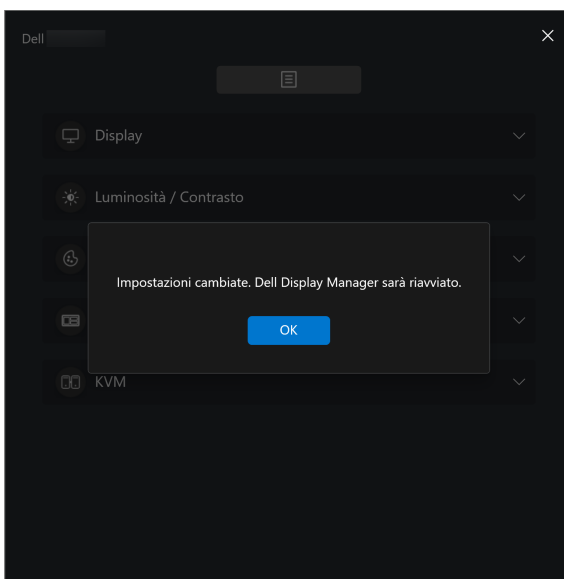 Dell
Display
Luminosità / Contrasto
Impostazioni cambiate. Dell Display Manager sarà riavviato.
OK
KVM